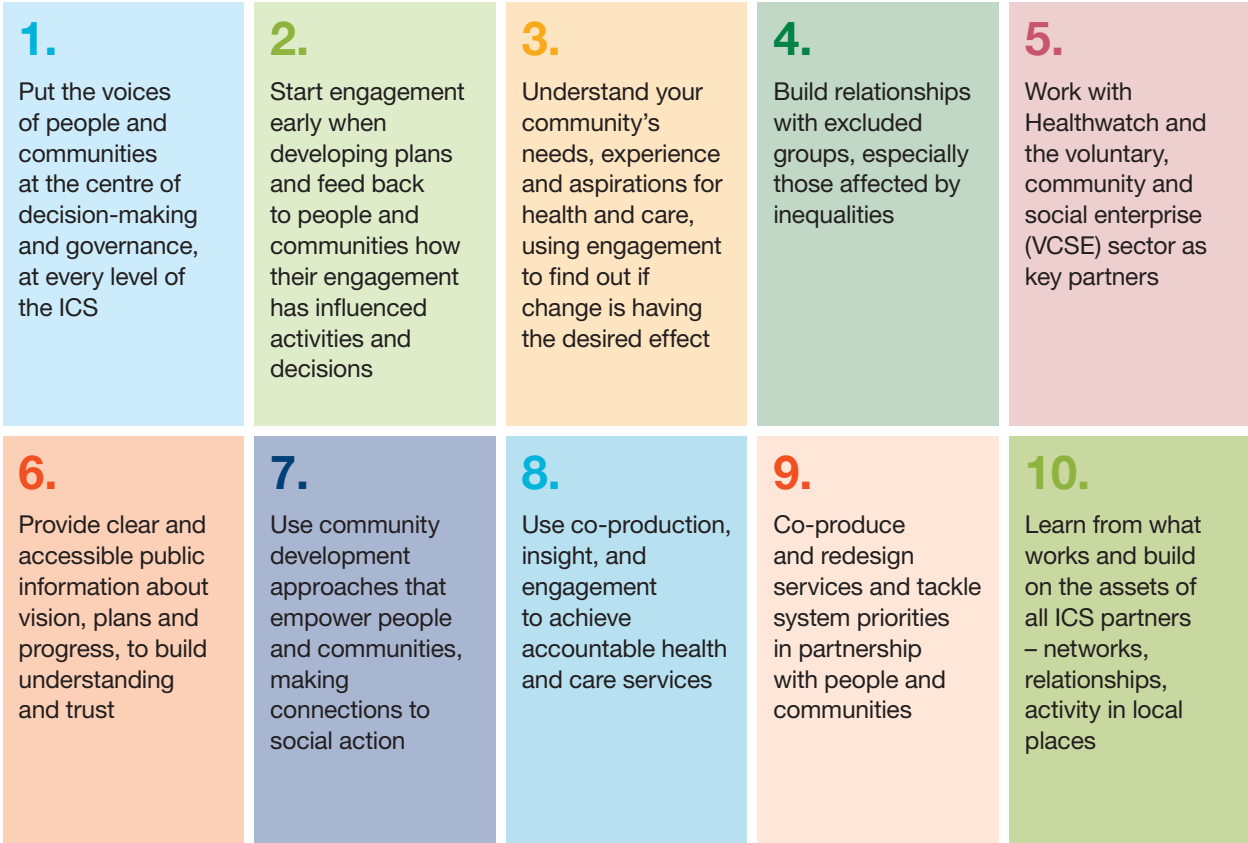 1.
Put the voices
of people and
communities
at the centre of
decision-making
and governance,
at every level of
the ICS
2.
Start engagement
early when
developing plans
and feed back
to people and
communities how
their engagement
has influenced
activities and
decisions
3.
Understand your
community’s
needs, experience
and aspirations for
health and care,
using engagement
to find out if
change is having
the desired effect
4.
Build relationships
with excluded
groups, especially
those affected by
inequalities
5.
Work with
Healthwatch and
the voluntary,
community and
social enterprise
(VCSE) sector as
key partners
6.
Provide clear and
accessible public
information about
vision, plans and
progress, to build
understanding
and trust
7.
Use community
development
approaches that
empower people
and communities,
making
connections to
social action
8.
Use co-production,
insight, and
engagement
to achieve
accountable health
and care services
9.
Co-produce
and redesign
services and tackle
system priorities
in partnership
with people and
communities
10.
Learn from what
works and build
on the assets of
all ICS partners
– networks,
relationships,
activity in local
places